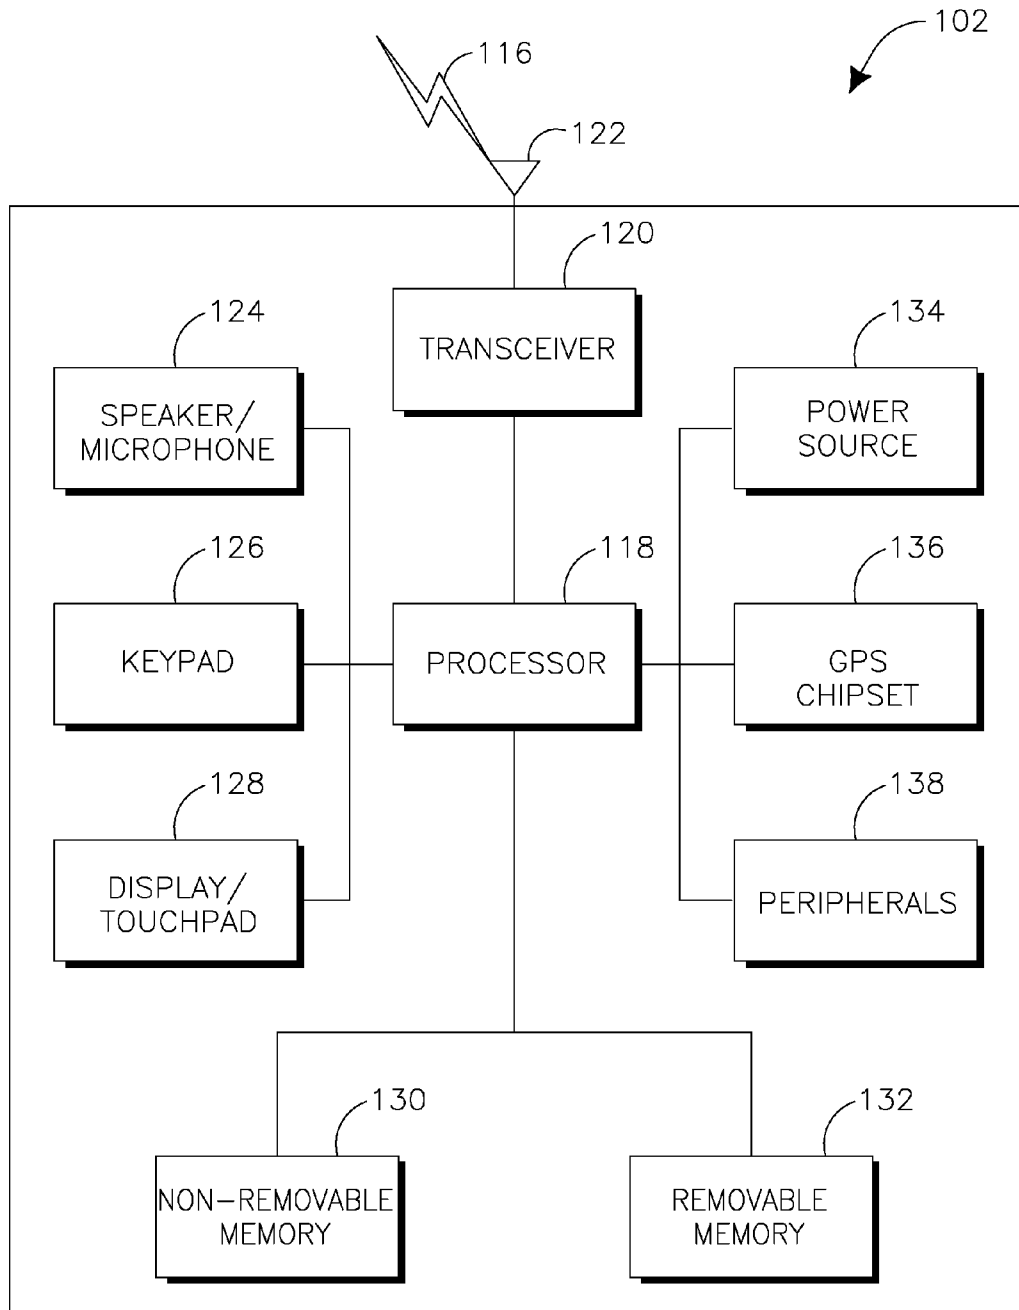 102
116
122
120
TRANSCEIVER
124
SPEAKER/
MICROPHONE
134
POWER
SOURCE
126
KEYPAD
118
PROCESSOR
136
GPS
CHIPSET
128
DISPLAY/
TOUCHPAD
138
PERIPHERALS
130
NON-REMOVABLE
MEMORY
132
REMOVABLE
MEMORY